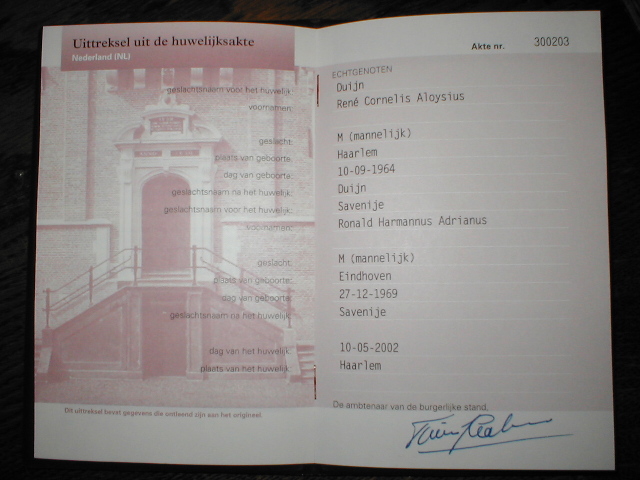 Uittreksel uit de huwelijksakte
Nederland (NL)
Akte nr. 300203
ECHTGENOTEN
geslachtsnaam voor het huwelijk: Duijn
voornamen: René Cornelis Aloysius
geslacht: M (mannelijk)
plaats van geboorte: Haarlem
dag van geboorte: 10-09-1964
geslachtsnaam na het huwelijk: Duijn
geslachtsnaam voor het huwelijk: Savenije
voornamen: Ronald Harmannus Adrianus
geslacht: M (mannelijk)
plaats van geboorte: Eindhoven
dag van geboorte: 27-12-1969
geslachtsnaam na het huwelijk: Savenije
dag van het huwelijk: 10-05-2002
plaats van het huwelijk: Haarlem
Dit uittreksel bevat gegevens die ontleend zijn aan het origineel.
De ambtenaar van de burgerlijke stand,